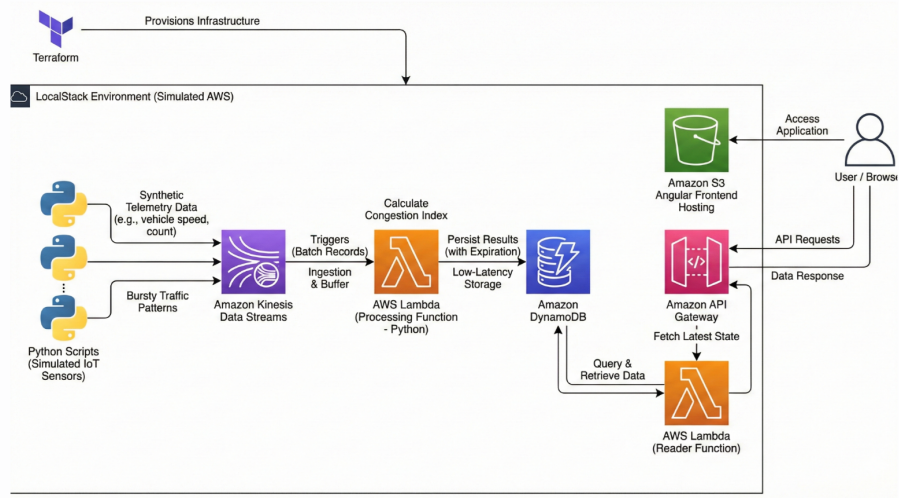 Provisions Infrastructure
Terraform
LocalStack Environment (Simulated AWS)
Access
Application
Amazon S3
Angular Frontend
Hosting
User / Browse
Synthetic
Telemetry Data
(e.g., vehicle speed,
count)
Bursty Traffic
Patterns
Python Scripts
(Simulated IoT
Sensors)
Amazon Kinesis
Data Streams
Triggers
(Batch Records)
Ingestion
& Buffer
Calculate
Congestion Index
AWS Lambda
(Processing Function
- Python)
Persist Results
(with Expiration)
Low-Latency
Storage
Amazon
DynamoDB
API Requests
Data Response
</>
Amazon API
Gateway
Fetch Latest State
Query &
Retrieve Data
AWS Lambda
(Reader Function)